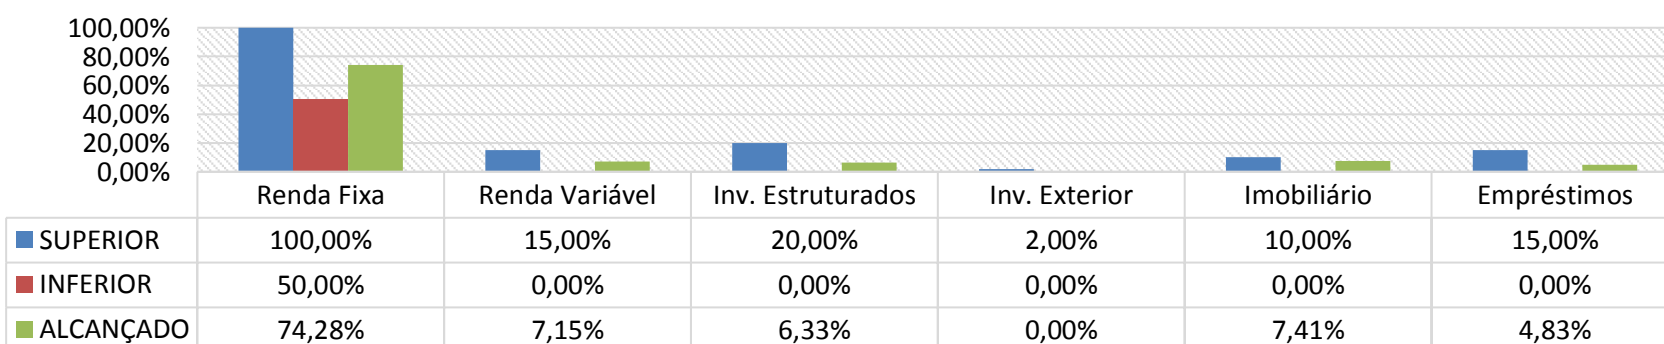 100,00%
80,00%
60,00%
40,00%
20,00%
0,00%
Renda Fixa Renda Variável Inv. Estruturados Inv. Exterior Imobiliário Empréstimos
SUPERIOR 100,00% 15,00% 20,00% 2,00% 10,00% 15,00%
INFERIOR 50,00% 0,00% 0,00% 0,00% 0,00% 0,00%
ALCANÇADO 74,28% 7,15% 6,33% 0,00% 7,41% 4,83%